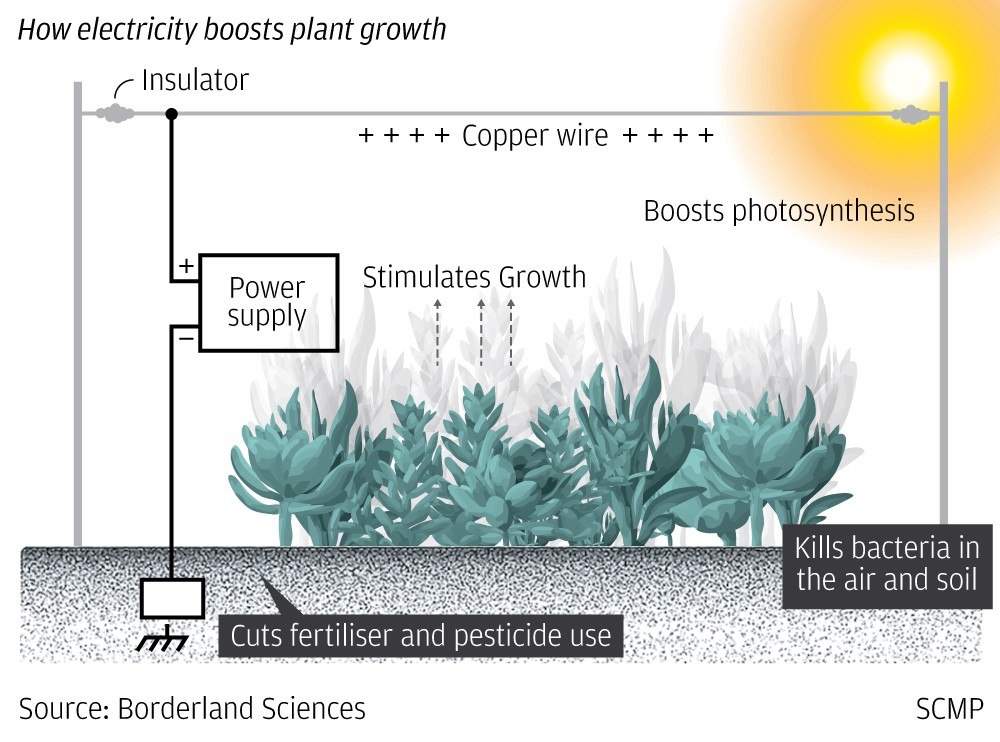 How electricity boosts plant growth
Insulator
+ + + + Copper wire + + + +
Boosts photosynthesis
Stimulates Growth
+
Power
supply
−
Kills bacteria in
the air and soil
Cuts fertiliser and pesticide use
Source: Borderland Sciences
SCMP